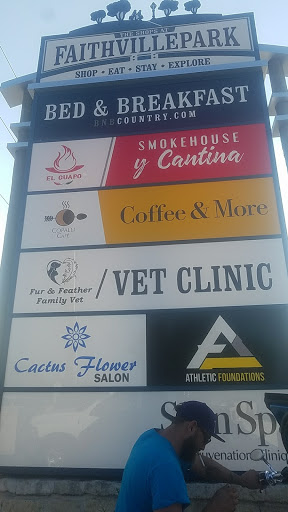 THE SHOPS AT
FAITHVILLEPARK
SHOP · EAT · STAY · EXPLORE
BED & BREAKFAST
BNBCOUNTRY.COM
SMOKEHOUSE
y Cantina
EL GUAPO
Coffee & More
Fur & Feather
Family Vet
/ VET CLINIC
Cactus Flower
SALON
ATHLETIC FOUNDATIONS